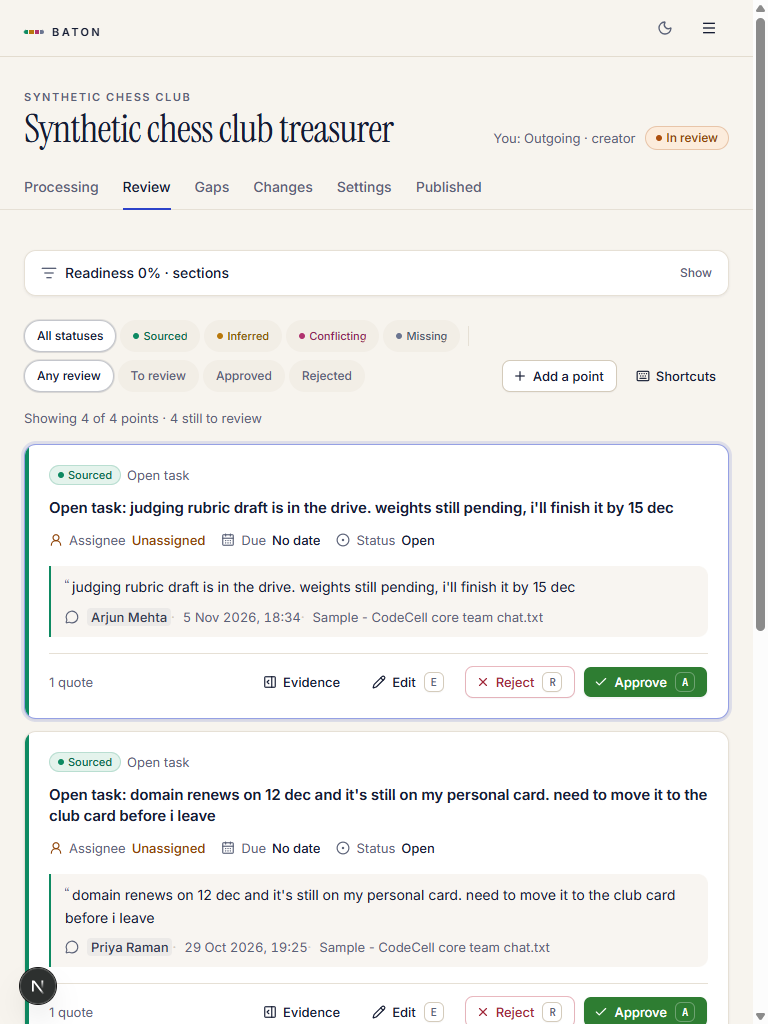 BATON
SYNTHETIC CHESS CLUB
Synthetic chess club treasurer
You: Outgoing · creator
In review
Processing Review Gaps Changes Settings Published
Readiness 0% · sections
Show
All statuses Sourced Inferred Conflicting Missing
Any review To review Approved Rejected
+ Add a point
Shortcuts
Showing 4 of 4 points · 4 still to review
Sourced Open task
Open task: judging rubric draft is in the drive. weights still pending, i'll finish it by 15 dec
Assignee Unassigned Due No date Status Open
“judging rubric draft is in the drive. weights still pending, i'll finish it by 15 dec
Arjun Mehta · 5 Nov 2026, 18:34 · Sample - CodeCell core team chat.txt
1 quote Evidence Edit E Reject R Approve A
Sourced Open task
Open task: domain renews on 12 dec and it's still on my personal card. need to move it to the
club card before i leave
Assignee Unassigned Due No date Status Open
“domain renews on 12 dec and it's still on my personal card. need to move it to the club card
before i leave
Priya Raman · 29 Oct 2026, 19:25 · Sample - CodeCell core team chat.txt
N
1 quote Evidence Edit E Reject R Approve A